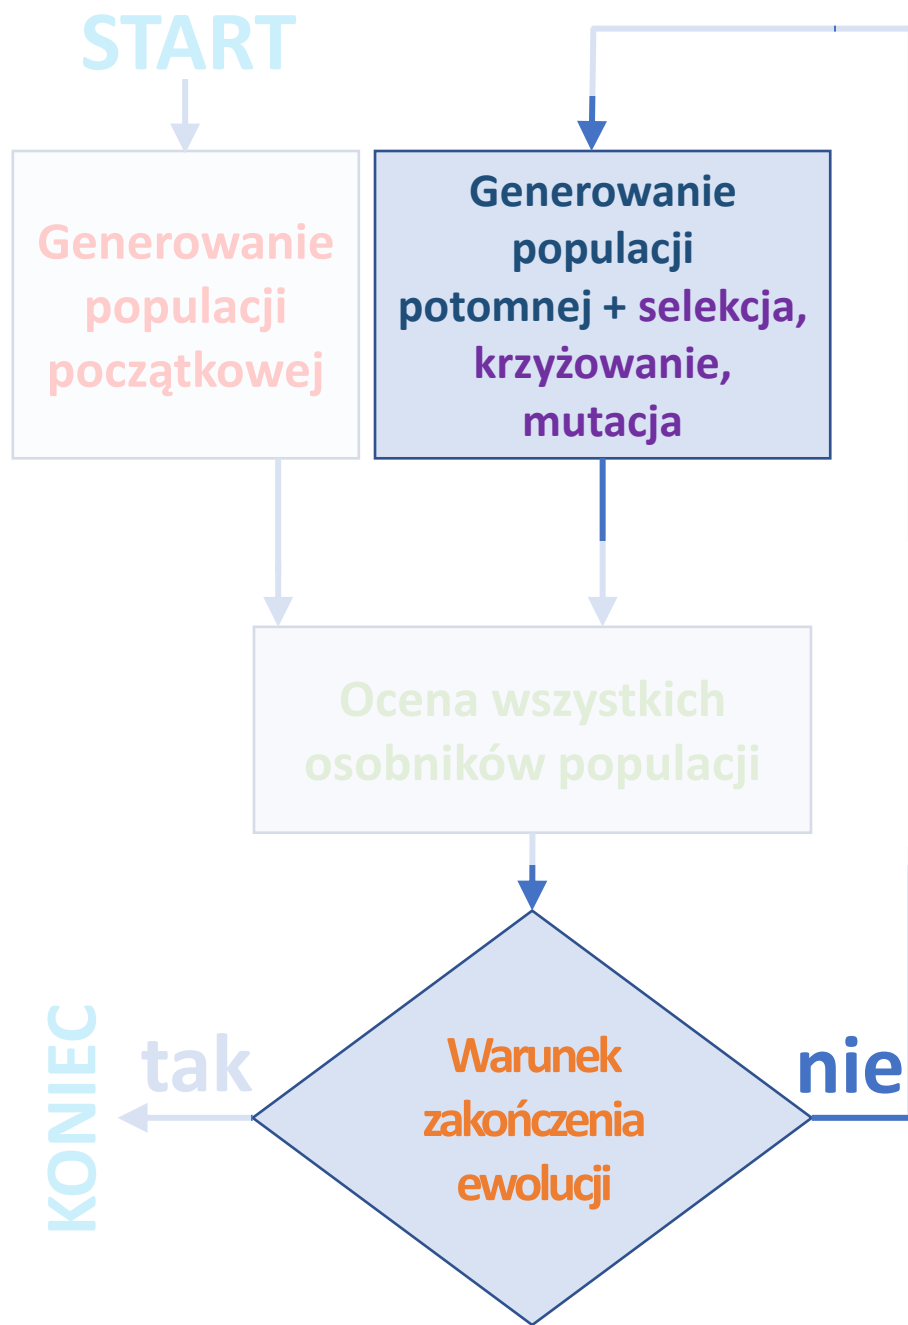 START
Generowanie
populacji
początkowej
Generowanie
populacji
potomnej + selekcja,
krzyżowanie,
mutacja
Ocena wszystkich
osobników populacji
Warunek
zakończenia
ewolucji
tak
nie
KONIEC